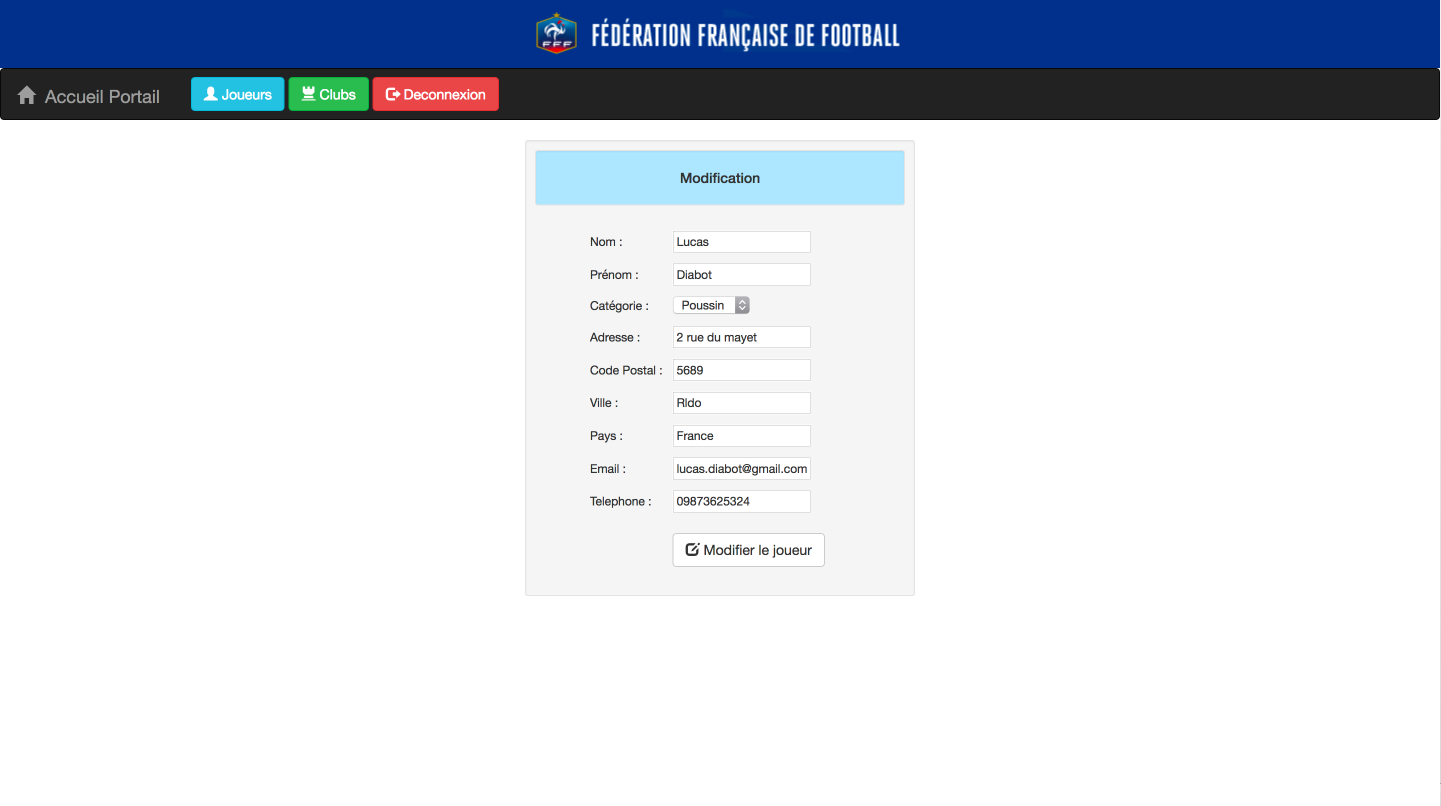 FFF FÉDÉRATION FRANÇAISE DE FOOTBALL
Accueil Portail Joueurs Clubs Deconnexion
Modification
Nom : Lucas
Prénom : Diabot
Catégorie : Poussin
Adresse : 2 rue du mayet
Code Postal : 5689
Ville : Rldo
Pays : France
Email : lucas.diabot@gmail.com
Telephone : 09873625324
Modifier le joueur